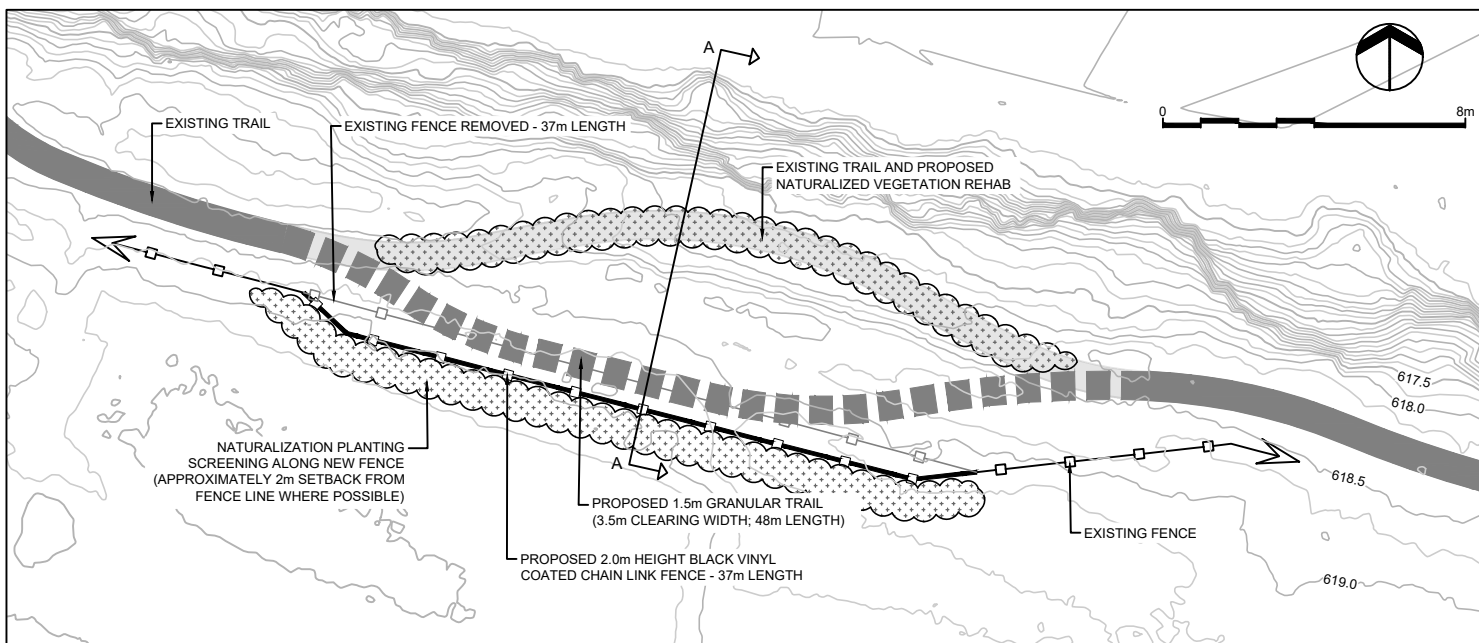 A
0
8m
EXISTING TRAIL
EXISTING FENCE REMOVED - 37m LENGTH
EXISTING TRAIL AND PROPOSED
NATURALIZED VEGETATION REHAB
617.5
618.0
NATURALIZATION PLANTING
SCREENING ALONG NEW FENCE
(APPROXIMATELY 2m SETBACK FROM
FENCE LINE WHERE POSSIBLE)
A
618.5
PROPOSED 1.5m GRANULAR TRAIL
(3.5m CLEARING WIDTH; 48m LENGTH)
EXISTING FENCE
PROPOSED 2.0m HEIGHT BLACK VINYL
COATED CHAIN LINK FENCE - 37m LENGTH
619.0